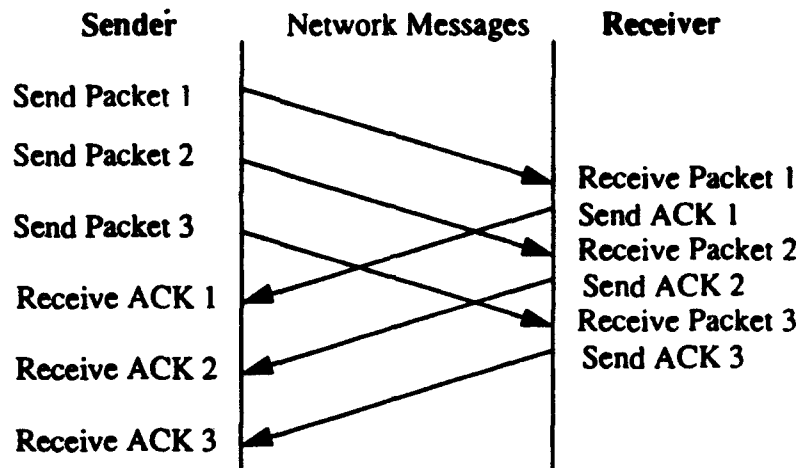 Sender Network Messages Receiver
Send Packet 1
Send Packet 2
Send Packet 3
Receive ACK 1
Receive ACK 2
Receive ACK 3
Receive Packet 1
Send ACK 1
Receive Packet 2
Send ACK 2
Receive Packet 3
Send ACK 3